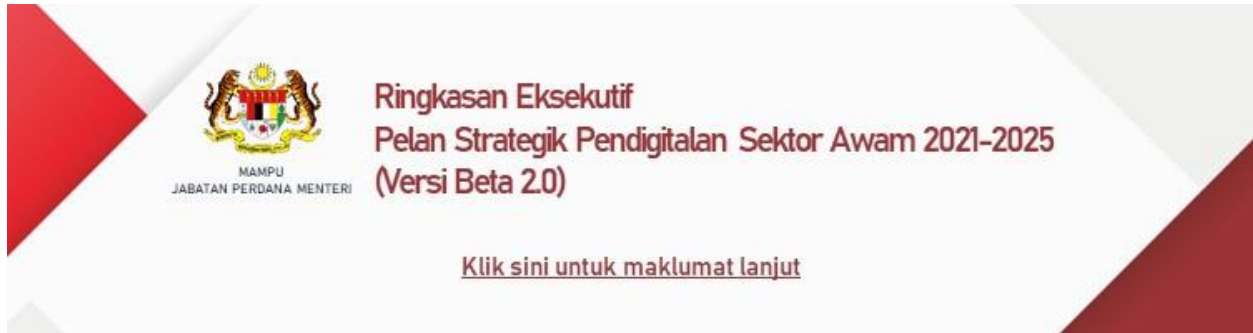 Ringkasan Eksekutif
Pelan Strategik Pendigitalan Sektor Awam 2021-2025
(Versi Beta 2.0)
MAMPU
JABATAN PERDANA MENTERI
Klik sini untuk maklumat lanjut